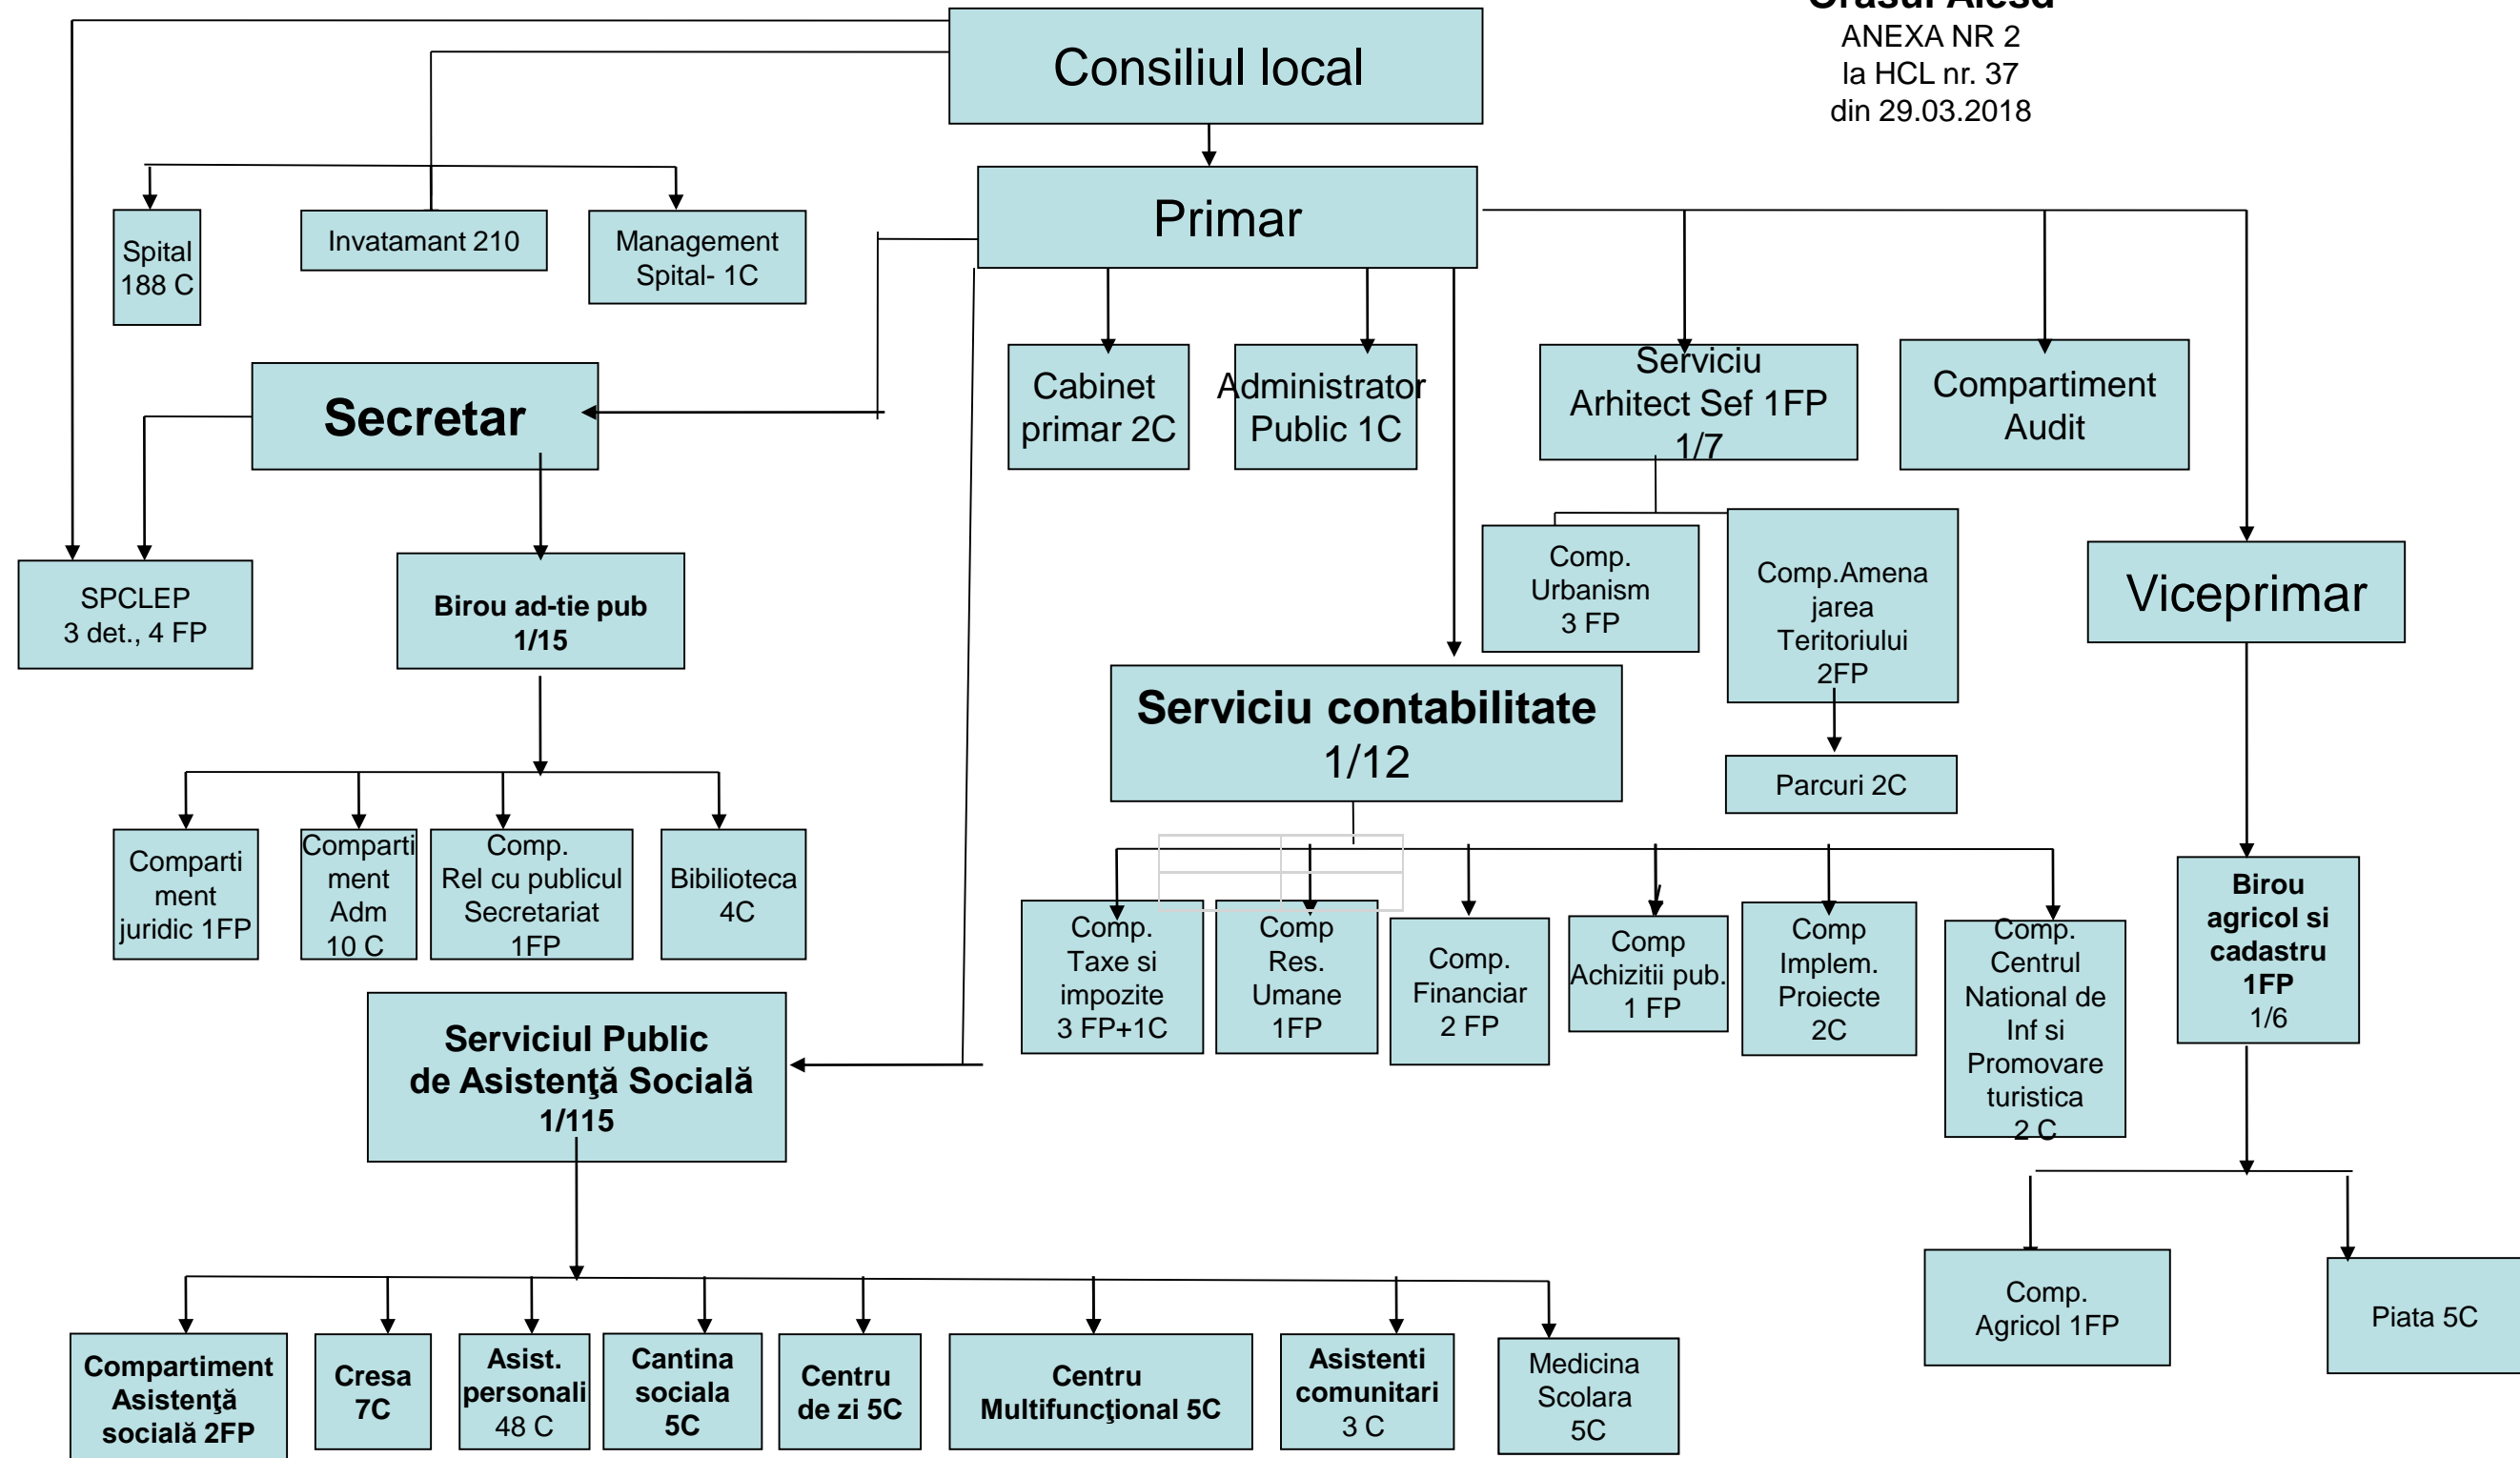 Orasul Alesd
ANEXA NR 2
la HCL nr. 37
din 29.03.2018
Consiliul local
Primar
Spital
188 C
Invatamant 210
Management
Spital- 1C
Secretar
Cabinet
primar 2C
Administrator
Public 1C
Serviciu
Arhitect Sef 1FP
1/7
Compartiment
Audit
SPCLEP
3 det., 4 FP
Birou ad-tie pub
1/15
Comp.
Urbanism
3 FP
Comp.Amena
jarea
Teritoriului
2FP
Viceprimar
Serviciu contabilitate
1/12
Parcuri 2C
Comparti
ment
juridic 1FP
Comparti
ment
Adm
10 C
Comp.
Rel cu publicul
Secretariat
1FP
Bibilioteca
4C
Comp.
Taxe si
impozite
3 FP+1C
Comp
Res.
Umane
1FP
Comp.
Financiar
2 FP
Comp
Achizitii pub.
1 FP
Comp
Implem.
Proiecte
2C
Comp.
Centrul
National de
Inf si
Promovare
turistica
2 C
Birou
agricol si
cadastru
1FP
1/6
Serviciul Public
de Asistenţă Socială
1/115
Comp.
Agricol 1FP
Piata 5C
Compartiment
Asistenţă
socială 2FP
Cresa
7C
Asist.
personali
48 C
Cantina
sociala
5C
Centru
de zi 5C
Centru
Multifuncţional 5C
Asistenti
comunitari
3 C
Medicina
Scolara
5C